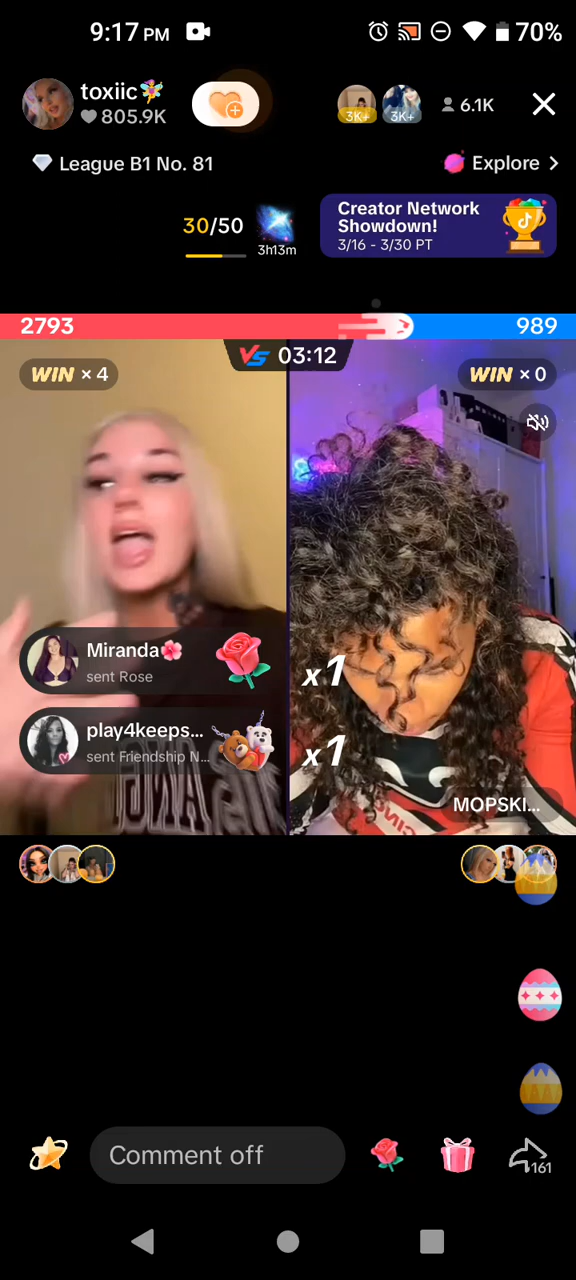 9:17 PM
70%
toxiic🧚
805.9K
3K+
3K+
6.1K
League B1 No. 81
Explore >
30/50
3h13m
Creator Network
Showdown!
3/16 - 3/30 PT
2793
989
VS 03:12
WIN × 4
WIN × 0
Miranda🌺
sent Rose
x1
play4keeps...
sent Friendship N...
x1
MOPSKI...
Comment off
161